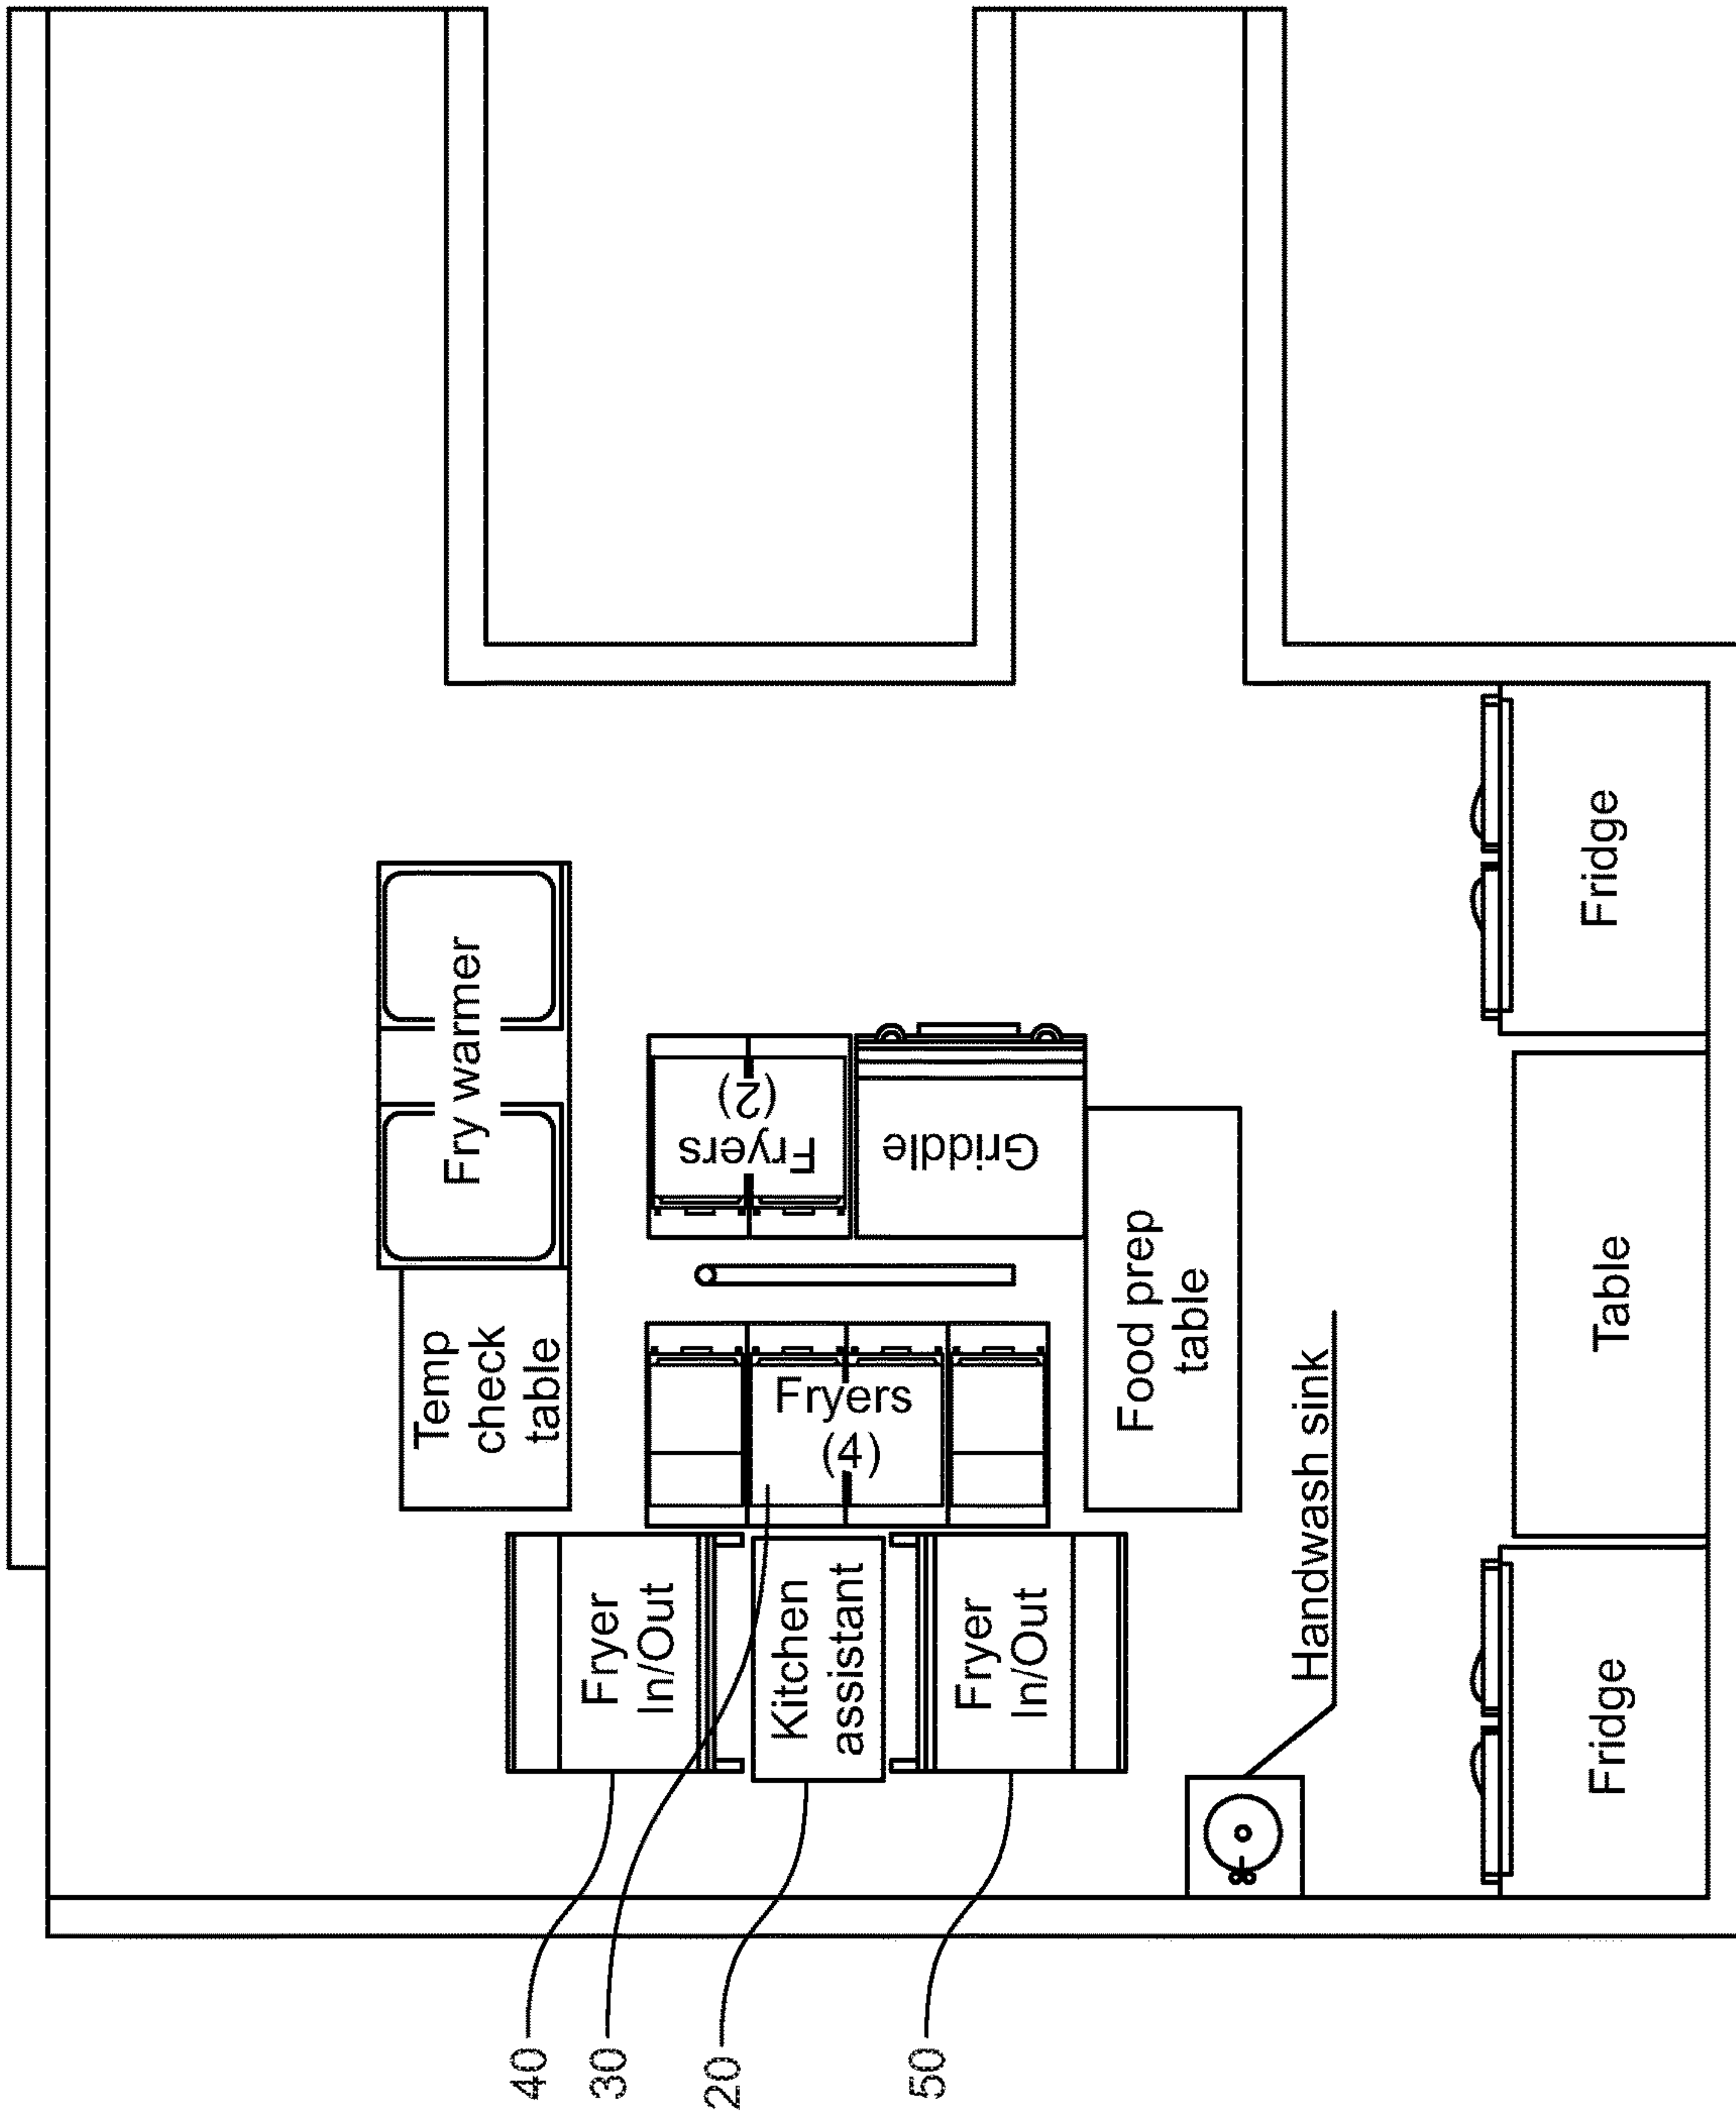 Fry warmer
Temp
check
table
Fryers
(2)
Griddle
Fryers
(4)
Food prep
table
Fryer
In/Out
Kitchen
assistant
Fryer
In/Out
Handwash sink
Fridge
Table
Fridge
40
30
20
50